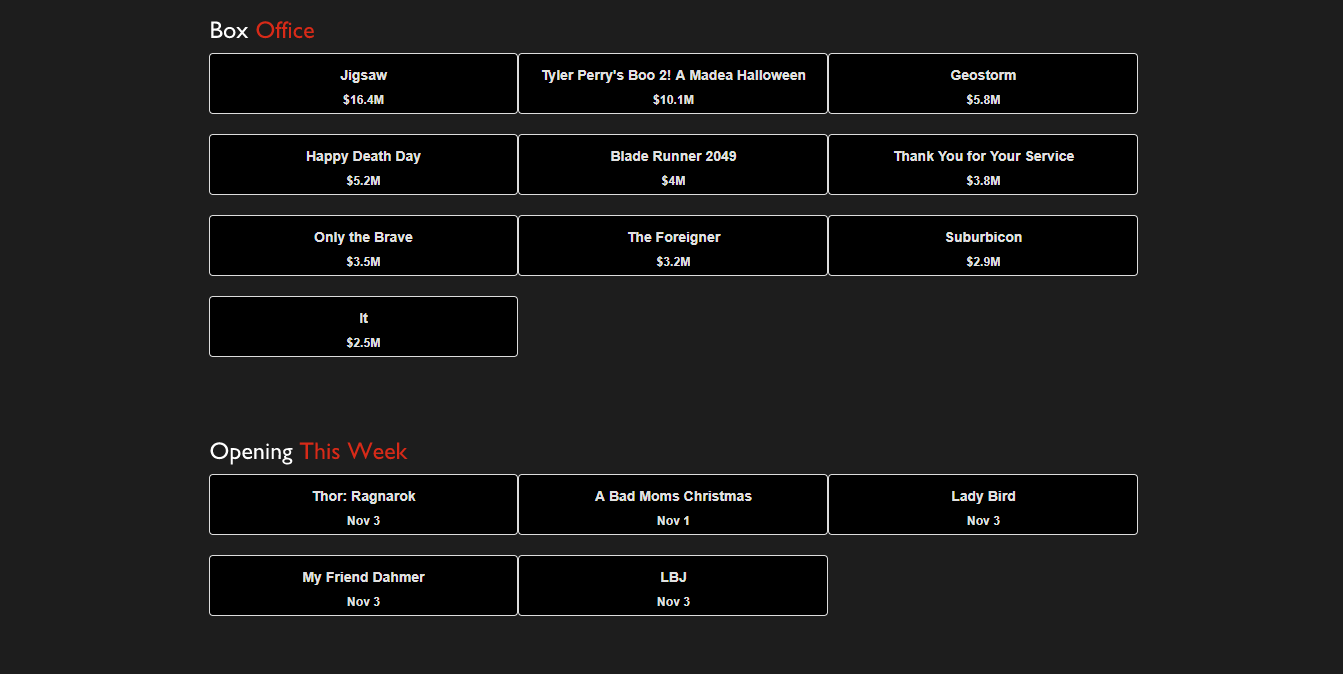 Box Office
Jigsaw
$16.4M
Tyler Perry's Boo 2! A Madea Halloween
$10.1M
Geostorm
$5.8M
Happy Death Day
$5.2M
Blade Runner 2049
$4M
Thank You for Your Service
$3.8M
Only the Brave
$3.5M
The Foreigner
$3.2M
Suburbicon
$2.9M
It
$2.5M
Opening This Week
Thor: Ragnarok
Nov 3
A Bad Moms Christmas
Nov 1
Lady Bird
Nov 3
My Friend Dahmer
Nov 3
LBJ
Nov 3